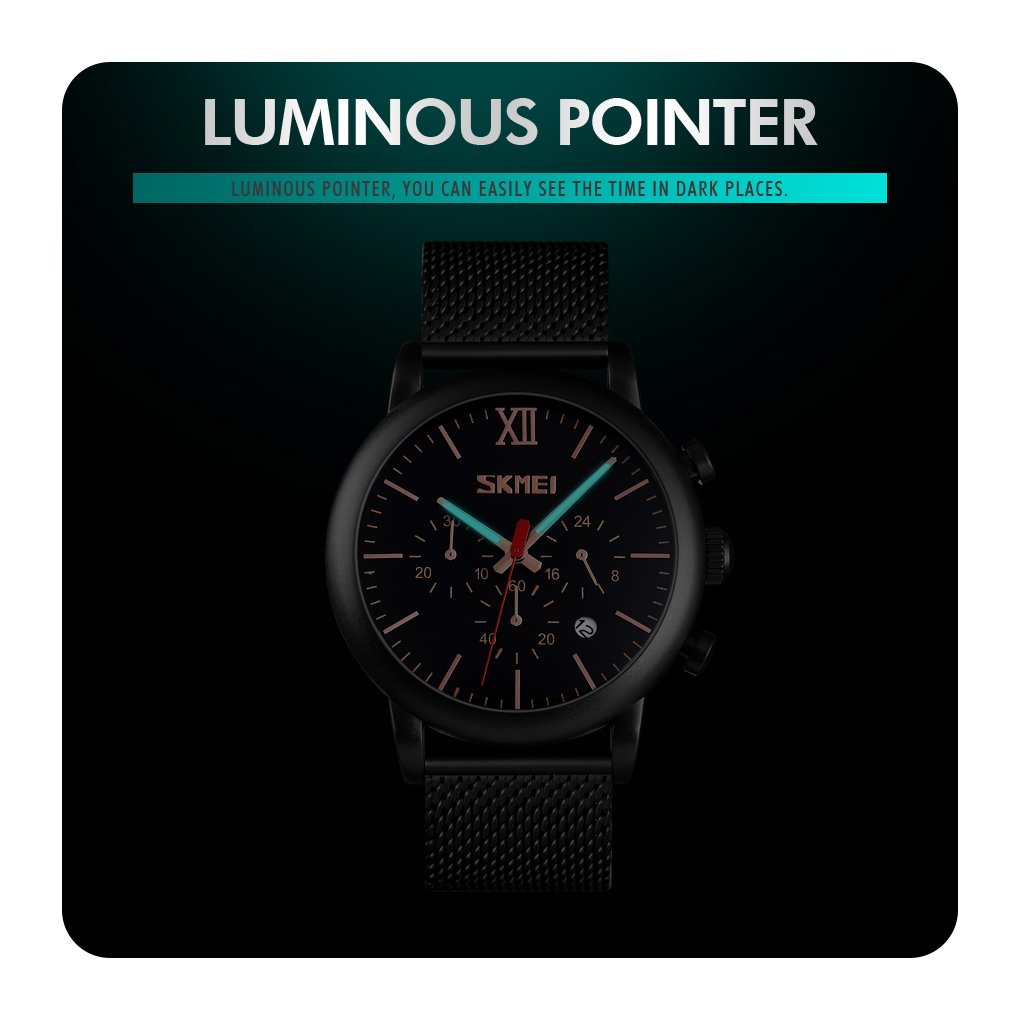 LUMINOUS POINTER
LUMINOUS POINTER, YOU CAN EASILY SEE THE TIME IN DARK PLACES.
XII
SKMEI
30 24
20 10 16 8
60
40 20
12